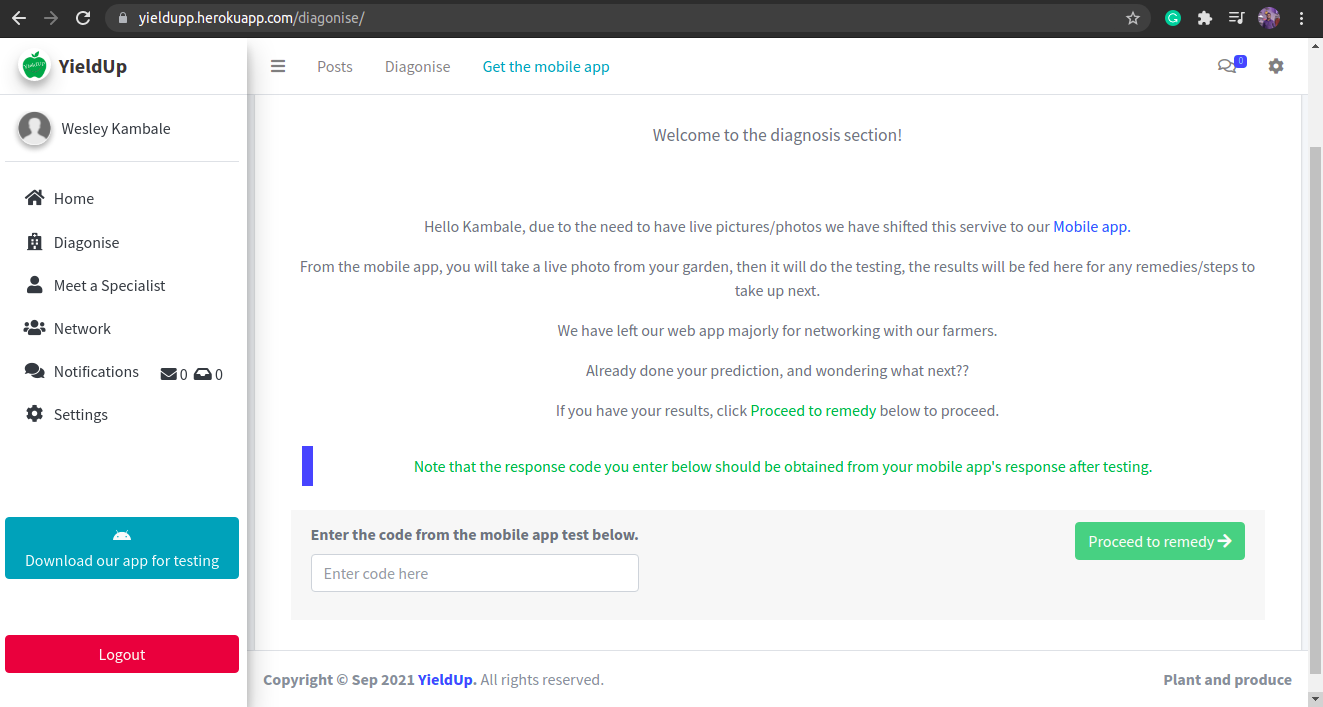 yieldupp.herokuapp.com/diagonise/
YieldUp
Posts
Diagonise
Get the mobile app
0
Wesley Kambale
Home
Diagonise
Meet a Specialist
Network
Notifications
0
0
Settings
Download our app for testing
Logout
Welcome to the diagnosis section!
Hello Kambale, due to the need to have live pictures/photos we have shifted this servive to our Mobile app.
From the mobile app, you will take a live photo from your garden, then it will do the testing, the results will be fed here for any remedies/steps to
take up next.
We have left our web app majorly for networking with our farmers.
Already done your prediction, and wondering what next??
If you have your results, click Proceed to remedy below to proceed.
Note that the response code you enter below should be obtained from your mobile app's response after testing.
Enter the code from the mobile app test below.
Enter code here
Proceed to remedy
Copyright © Sep 2021 YieldUp. All rights reserved.
Plant and produce